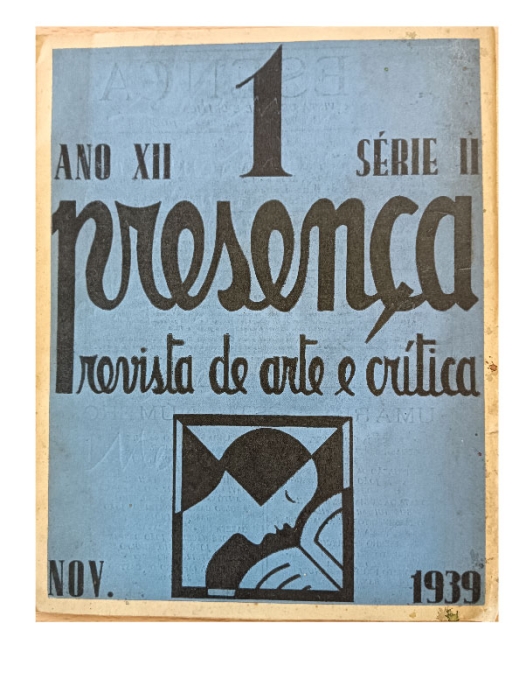 1
ANO XII SÉRIE II
presença
revista de arte e crítica
NOV. 1939